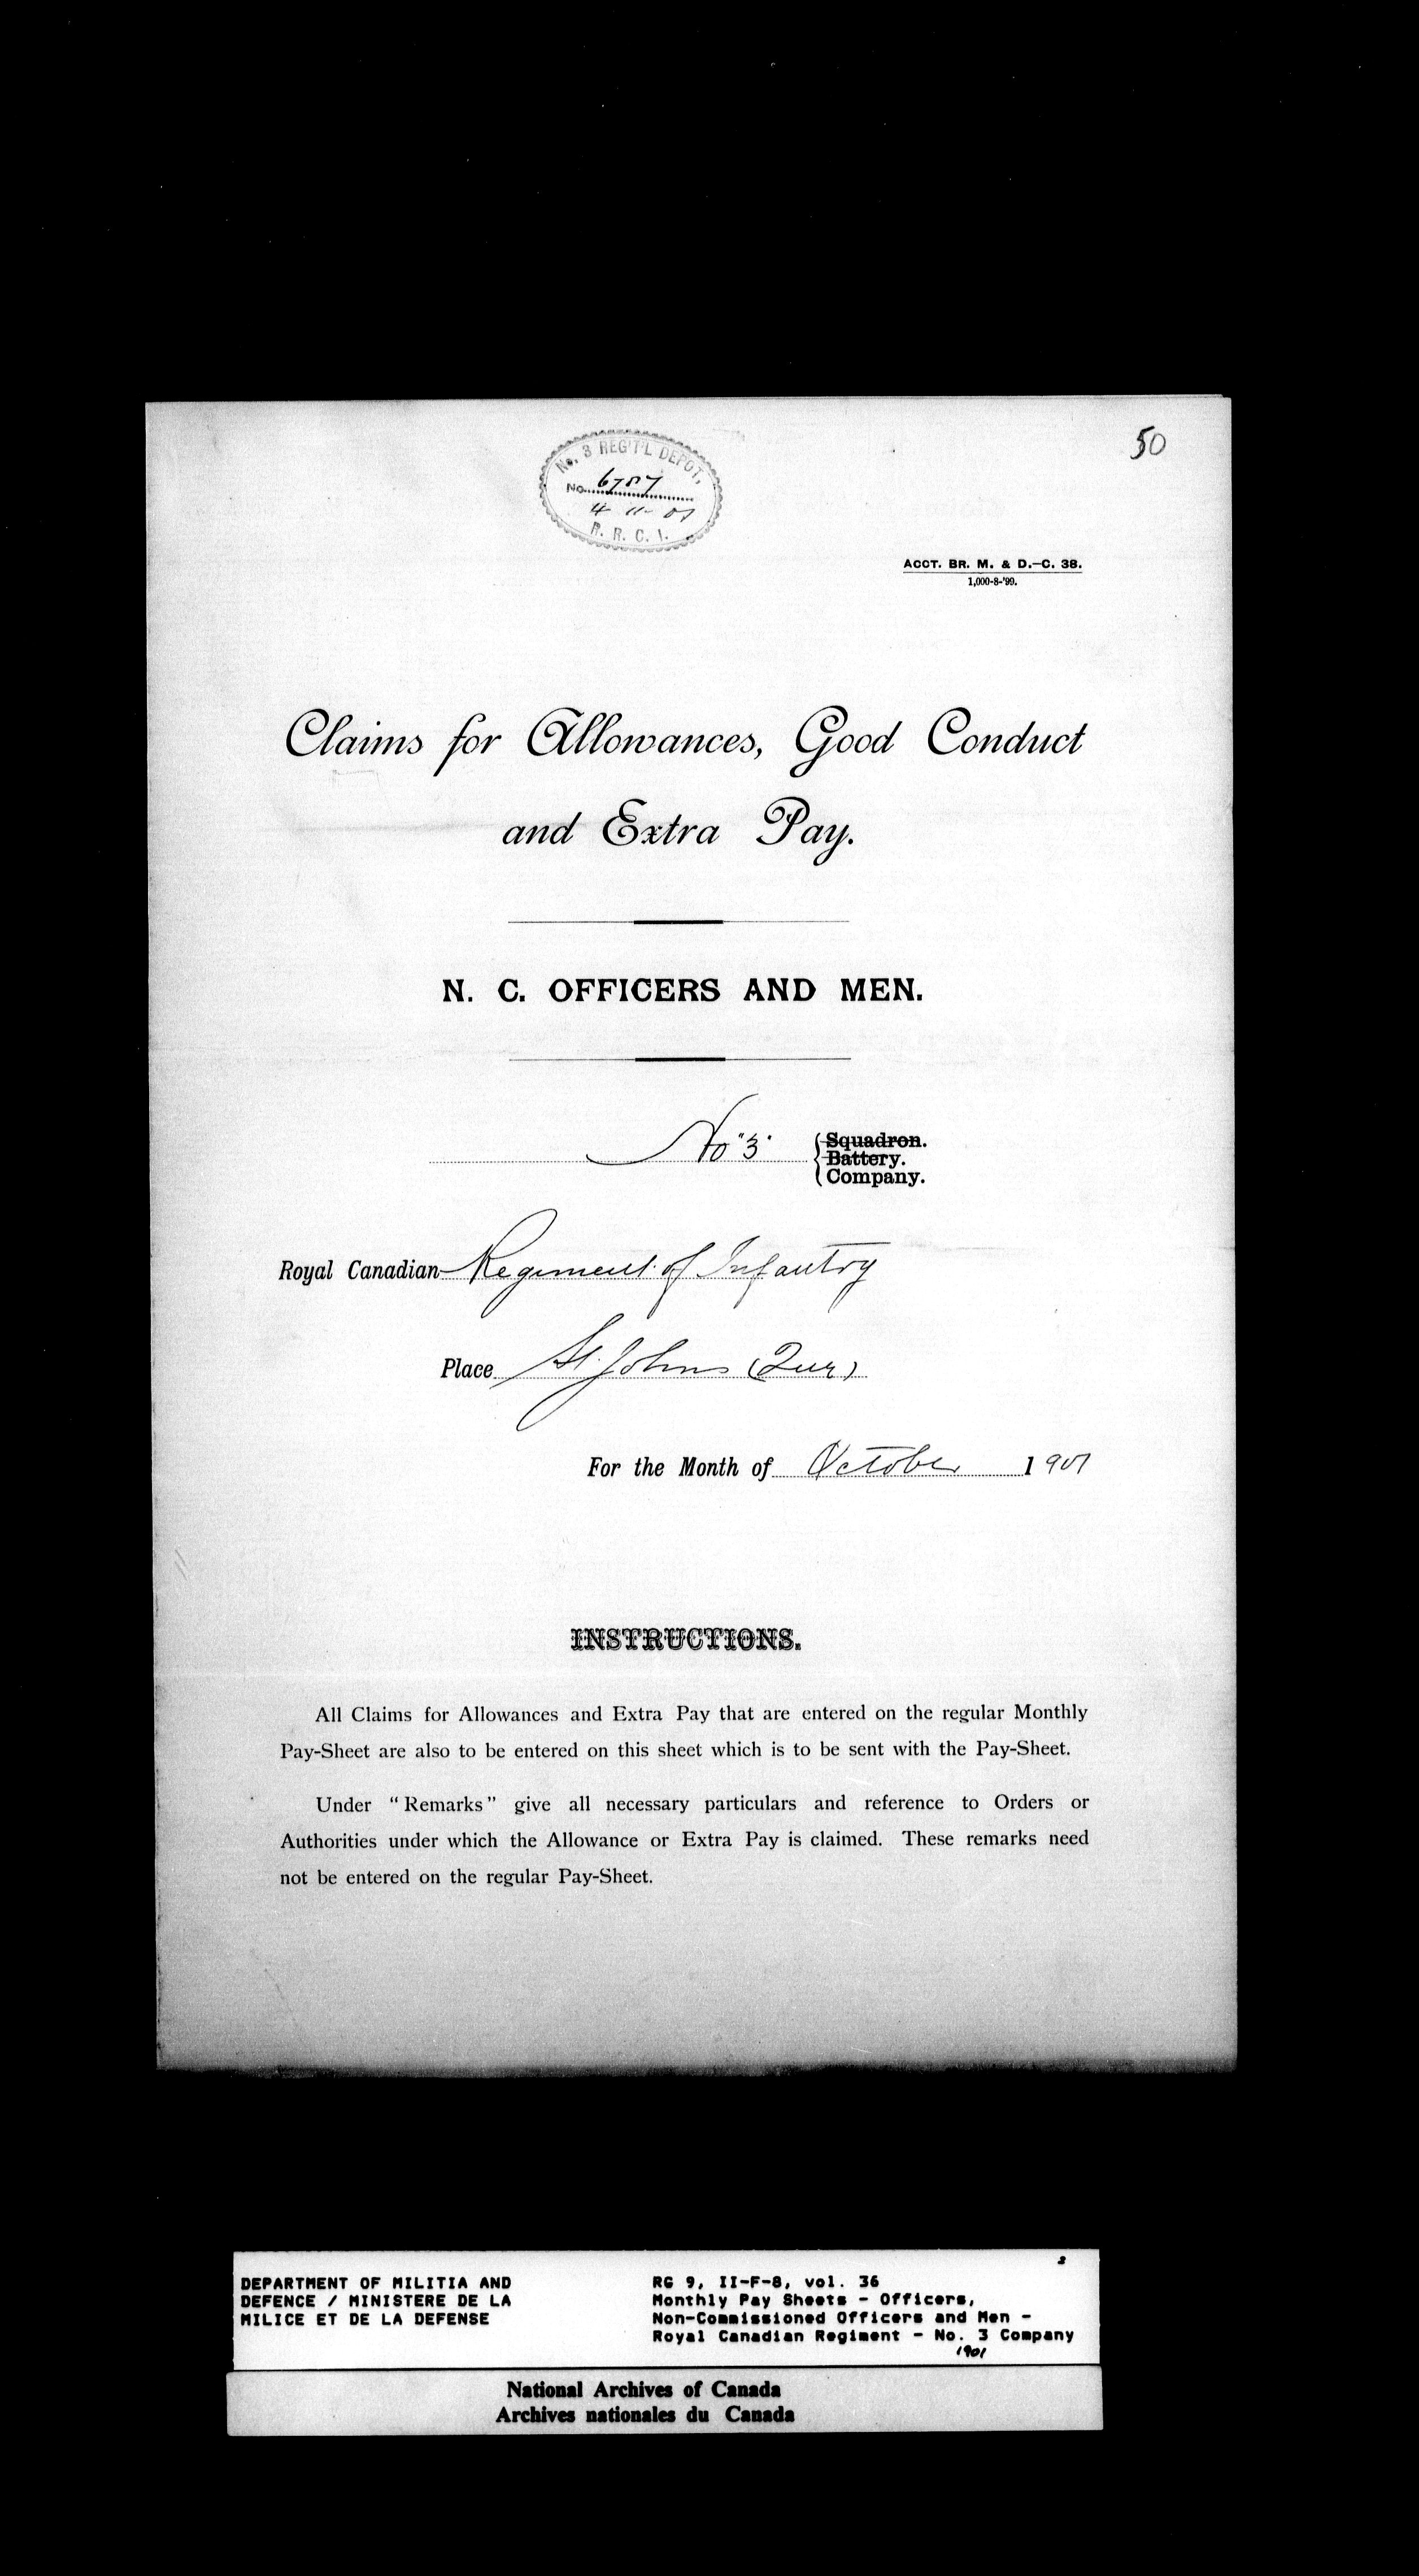 50
No. 3 REG'T'L DEPOT,
No. 6787
4 11- 01
R. R. C. I.
ACCT. BR. M. & D.—C. 38.
1,000-8-'99.
Claims for Allowances, Good Conduct
and Extra Pay.
N. C. OFFICERS AND MEN.
Squadron.
No "3" Battery.
Company.
Royal Canadian Regiment of Infantry
Place St. Johns (Que)
For the Month of October 1901
INSTRUCTIONS.
All Claims for Allowances and Extra Pay that are entered on the regular Monthly
Pay-Sheet are also to be entered on this sheet which is to be sent with the Pay-Sheet.
Under "Remarks" give all necessary particulars and reference to Orders or
Authorities under which the Allowance or Extra Pay is claimed. These remarks need
not be entered on the regular Pay-Sheet.
DEPARTMENT OF MILITIA AND
DEFENCE / MINISTERE DE LA
MILICE ET DE LA DEFENSE
RG 9, II-F-8, vol. 36
Monthly Pay Sheets - Officers,
Non-Commissioned Officers and Men -
Royal Canadian Regiment - No. 3 Company
1901
National Archives of Canada
Archives nationales du Canada